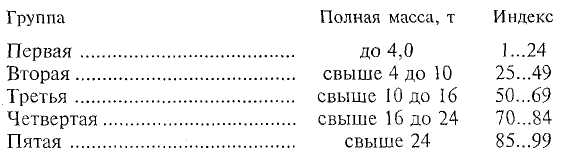 Группа Полная масса, т Индекс
Первая ........................................ до 4,0 1...24
Вторая ........................................ свыше 4 до 10 25...49
Третья ........................................ свыше 10 до 16 50...69
Четвертая ................................... свыше 16 до 24 70...84
Пятая ......................................... свыше 24 85...99